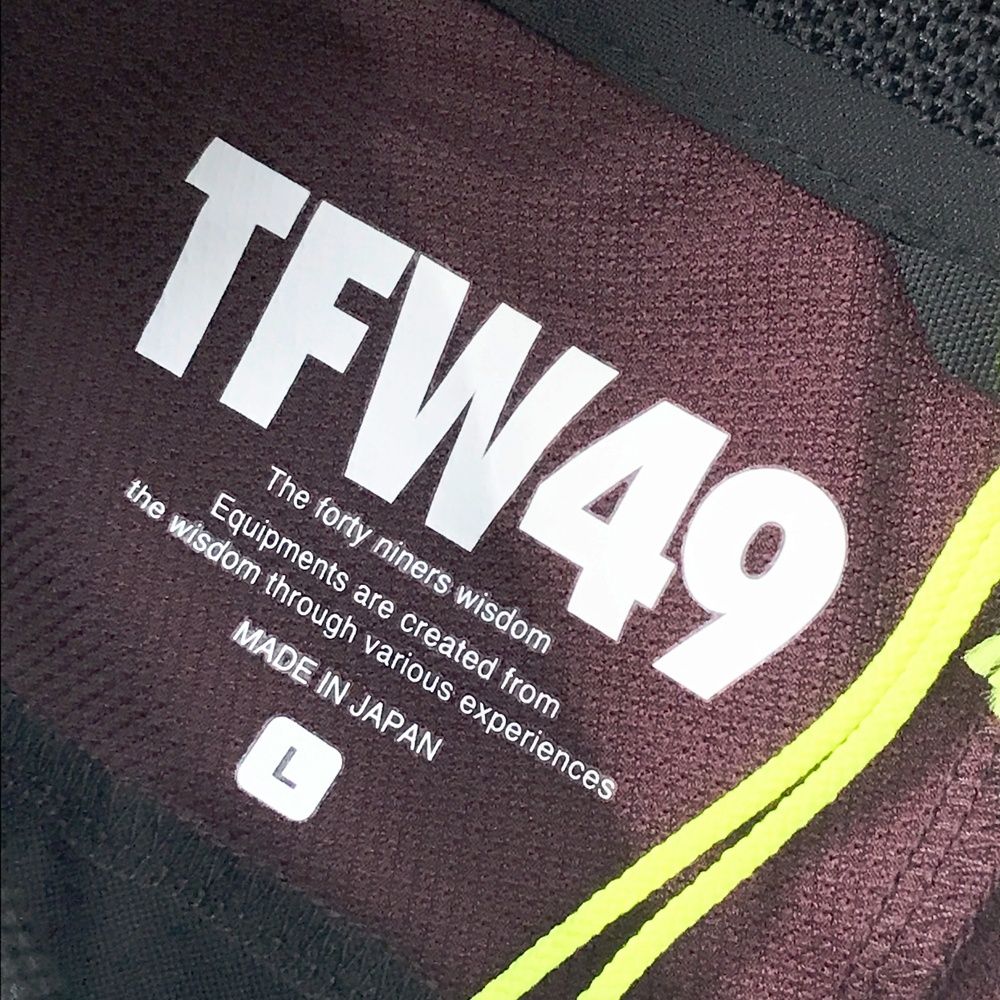 TFW49
The forty niners wisdom
Equipments are created from
the wisdom through various experiences
MADE IN JAPAN
L